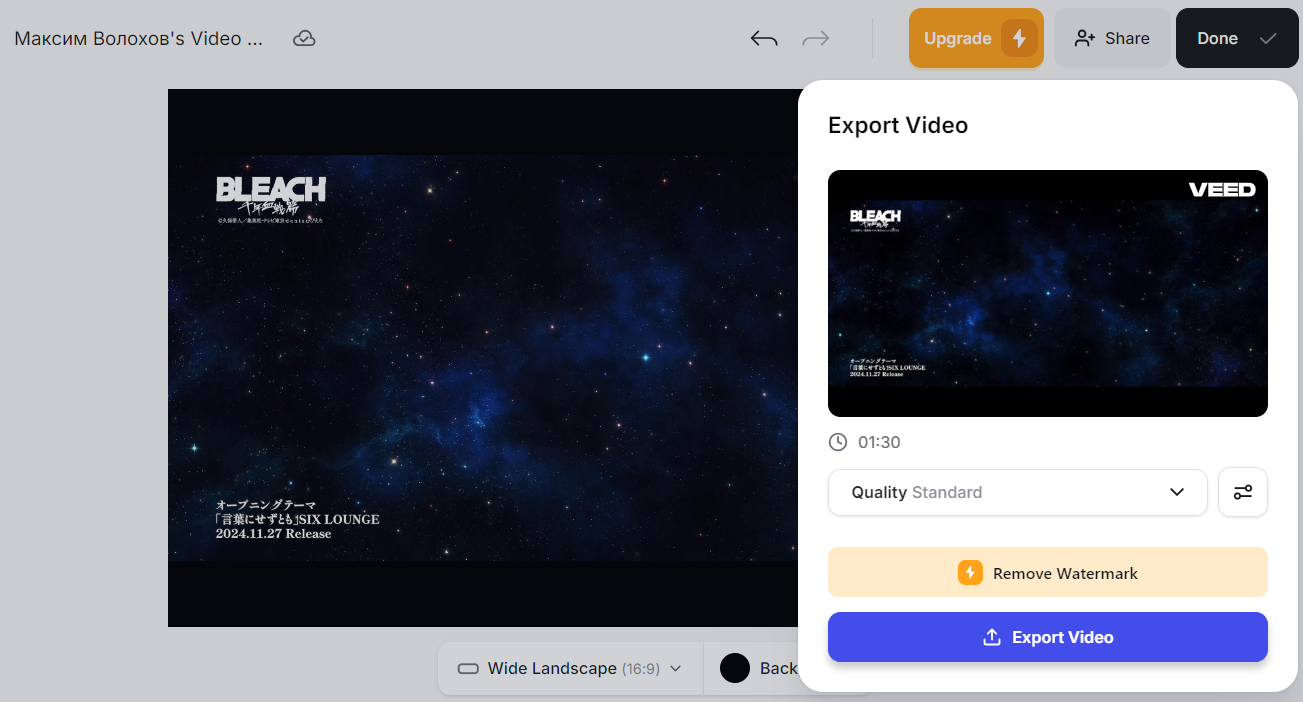 Максим Волохов's Video ...
Upgrade
Share
Done
BLEACH
千年血戦篇
オープニングテーマ
「言葉にせずとも」SIX LOUNGE
2024.11.27 Release
Export Video
VEED
BLEACH
千年血戦篇
オープニングテーマ
「言葉にせずとも」SIX LOUNGE
2024.11.27 Release
01:30
Quality Standard
Remove Watermark
Export Video
Wide Landscape (16:9)
Back